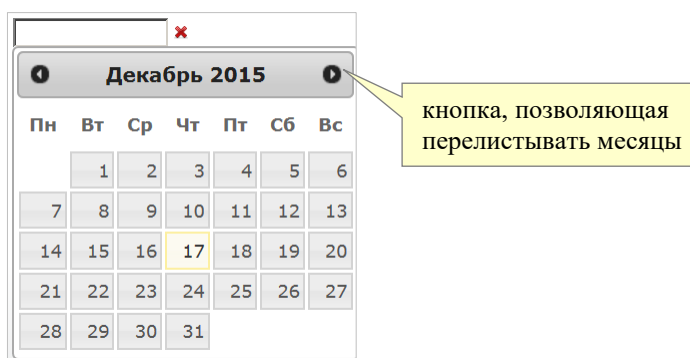 Декабрь 2015
кнопка, позволяющая
перелистывать месяцы
Пн Вт Ср Чт Пт Сб Вс
1 2 3 4 5 6
7 8 9 10 11 12 13
14 15 16 17 18 19 20
21 22 23 24 25 26 27
28 29 30 31